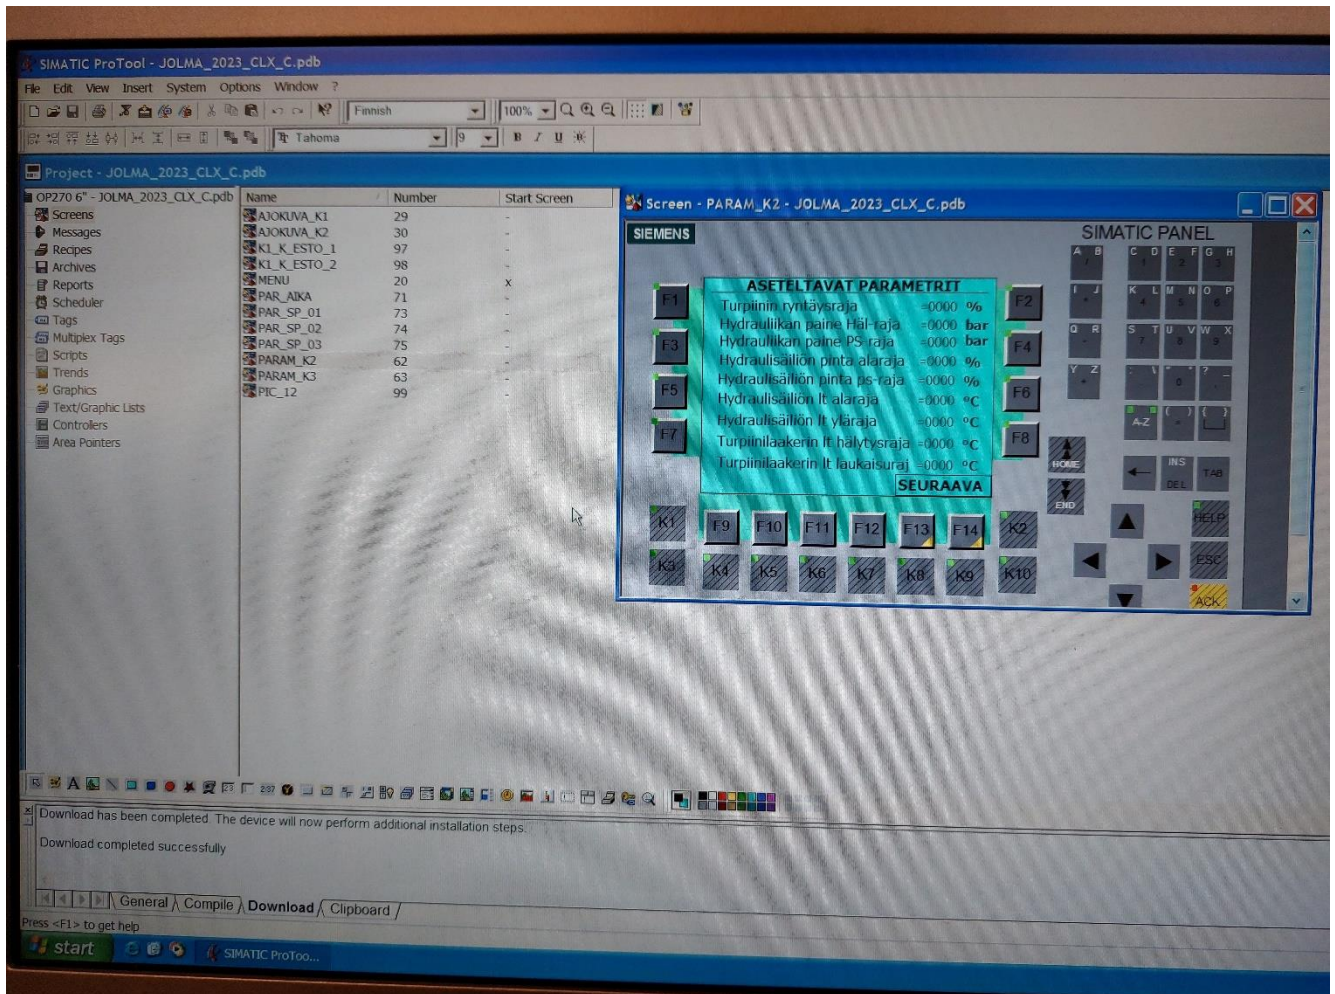 SIMATIC ProTool - JOLMA_2023_CLX_C.pdb
File Edit View Insert System Options Window ?
Finnish 100%
Tahoma 9 B I U
Project - JOLMA_2023_CLX_C.pdb
OP270 6" - JOLMA_2023_CLX_C.pdb
Screens
Messages
Recipes
Archives
Reports
Scheduler
Tags
Multiplex Tags
Scripts
Trends
Graphics
Text/Graphic Lists
Controllers
Area Pointers
Name Number Start Screen
AJOKUVA_K1 29 -
AJOKUVA_K2 30 -
K1_K_ESTO_1 97 -
K1_K_ESTO_2 98 -
MENU 20 x
PAR_AIKA 71 -
PAR_SP_01 73 -
PAR_SP_02 74 -
PAR_SP_03 75 -
PARAM_K2 62 -
PARAM_K3 63 -
PIC_12 99 -
Screen - PARAM_K2 - JOLMA_2023_CLX_C.pdb
SIEMENS
SIMATIC PANEL
ASETELTAVAT PARAMETRIT
Turpiinin ryntäysraja =0000 %
Hydrauliikan paine Häl-raja =0000 bar
Hydrauliikan paine PS-raja =0000 bar
Hydraulisäiliön pinta alaraja =0000 %
Hydraulisäiliön pinta ps-raja =0000 %
Hydraulisäiliön lt alaraja =0000 °C
Hydraulisäiliön lt yläraja =0000 °C
Turpiinilaakerin lt hälytysraja =0000 °C
Turpiinilaakerin lt laukaisuraj =0000 °C
SEURAAVA
F1 F2
F3 F4
F5 F6
F7 F8
K1 F9 F10 F11 F12 F13 F14 K2
K3 K4 K5 K6 K7 K8 K9 K10
A B C D E F G H
I J K L M N O P
4 5 6
Q R S T U V W X
7 8 9
Y Z
0
A-Z
HOME
INS
DEL
TAB
END
HELP
ESC
ACK
Download has been completed. The device will now perform additional installation steps.
Download completed successfully
General Compile Download Clipboard
Press <F1> to get help
start SIMATIC ProToo...